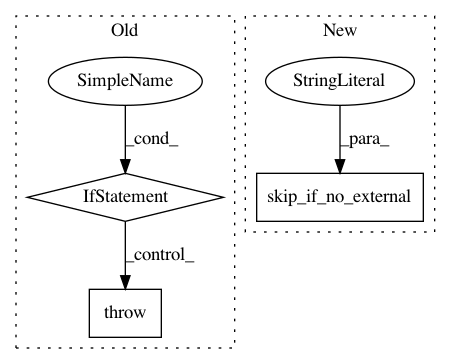 Old
New
SimpleName
StringLiteral
_cond_
_para_
IfStatement
skip_if_no_external
_control_
throw